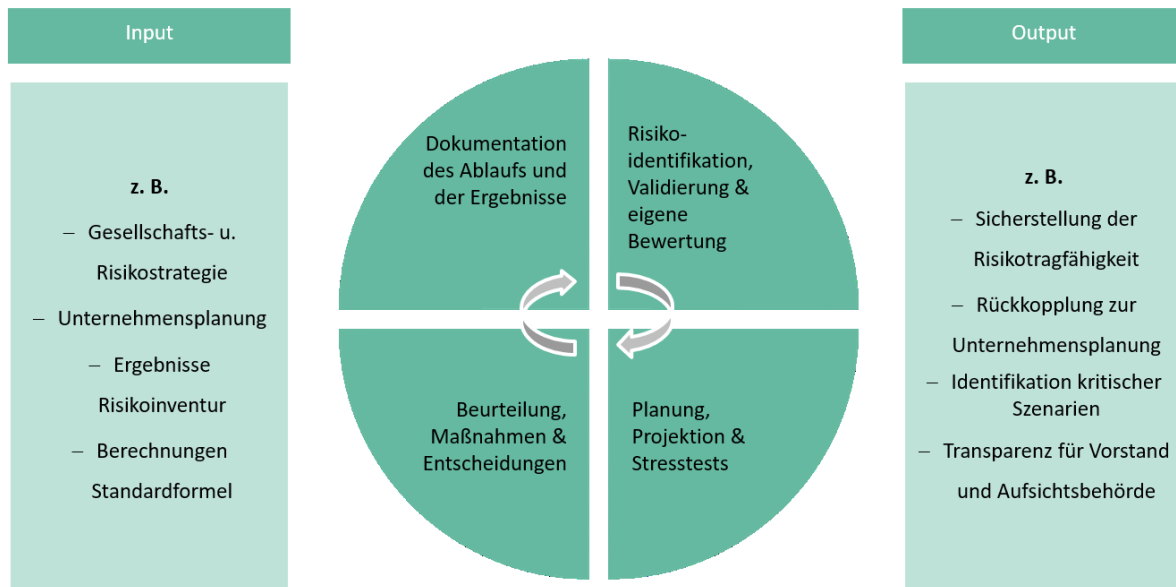 Input
z. B.
– Gesellschafts- u.
Risikostrategie
– Unternehmensplanung
– Ergebnisse
Risikoinventur
– Berechnungen
Standardformel
Dokumentation
des Ablaufs und
der Ergebnisse
Risiko-
identifikation,
Validierung &
eigene
Bewertung
Beurteilung,
Maßnahmen &
Entscheidungen
Planung,
Projektion &
Stresstests
Output
z. B.
– Sicherstellung der
Risikotragfähigkeit
– Rückkopplung zur
Unternehmensplanung
– Identifikation kritischer
Szenarien
– Transparenz für Vorstand
und Aufsichtsbehörde